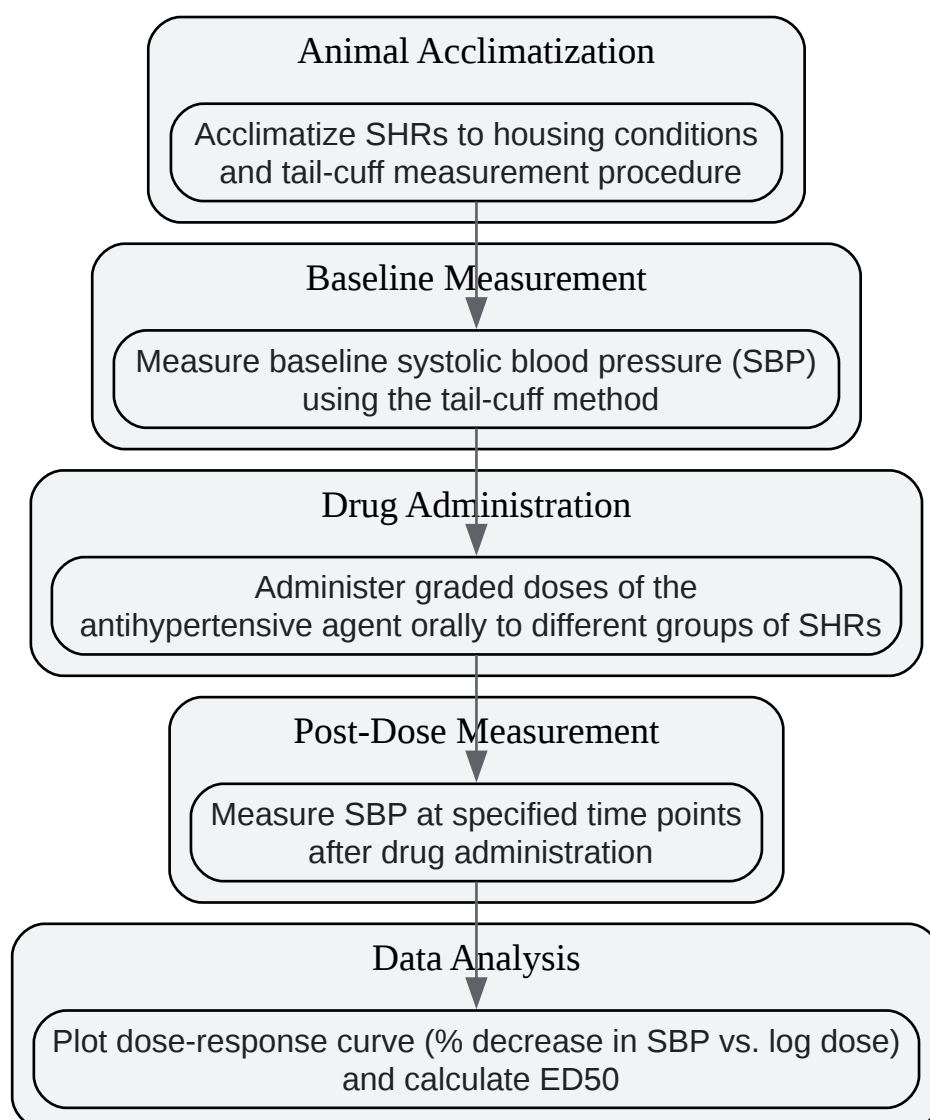 Animal Acclimatization
Acclimatize SHRs to housing conditions
and tail-cuff measurement procedure
Baseline Measurement
Measure baseline systolic blood pressure (SBP)
using the tail-cuff method
Drug Administration
Administer graded doses of the
antihypertensive agent orally to different groups of SHRs
Post-Dose Measurement
Measure SBP at specified time points
after drug administration
Data Analysis
Plot dose-response curve (% decrease in SBP vs. log dose)
and calculate ED50